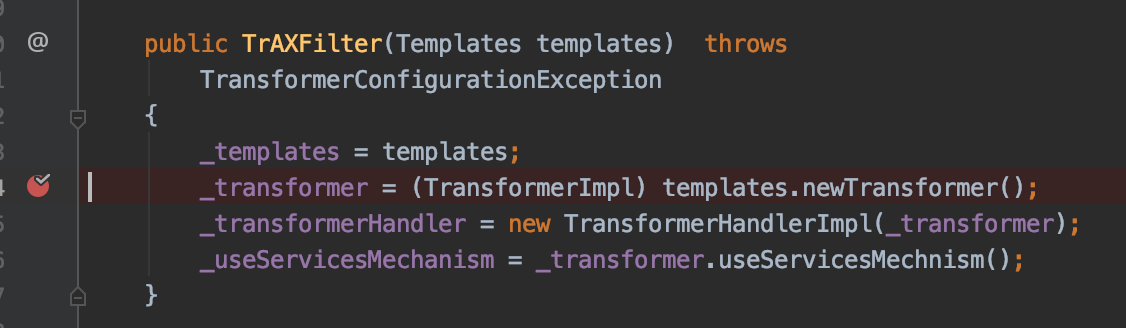 @ public TrAXFilter(Templates templates)  throws
TransformerConfigurationException
{
_templates = templates;
_transformer = (TransformerImpl) templates.newTransformer();
_transformerHandler = new TransformerHandlerImpl(_transformer);
_useServicesMechanism = _transformer.useServicesMechnism();
}